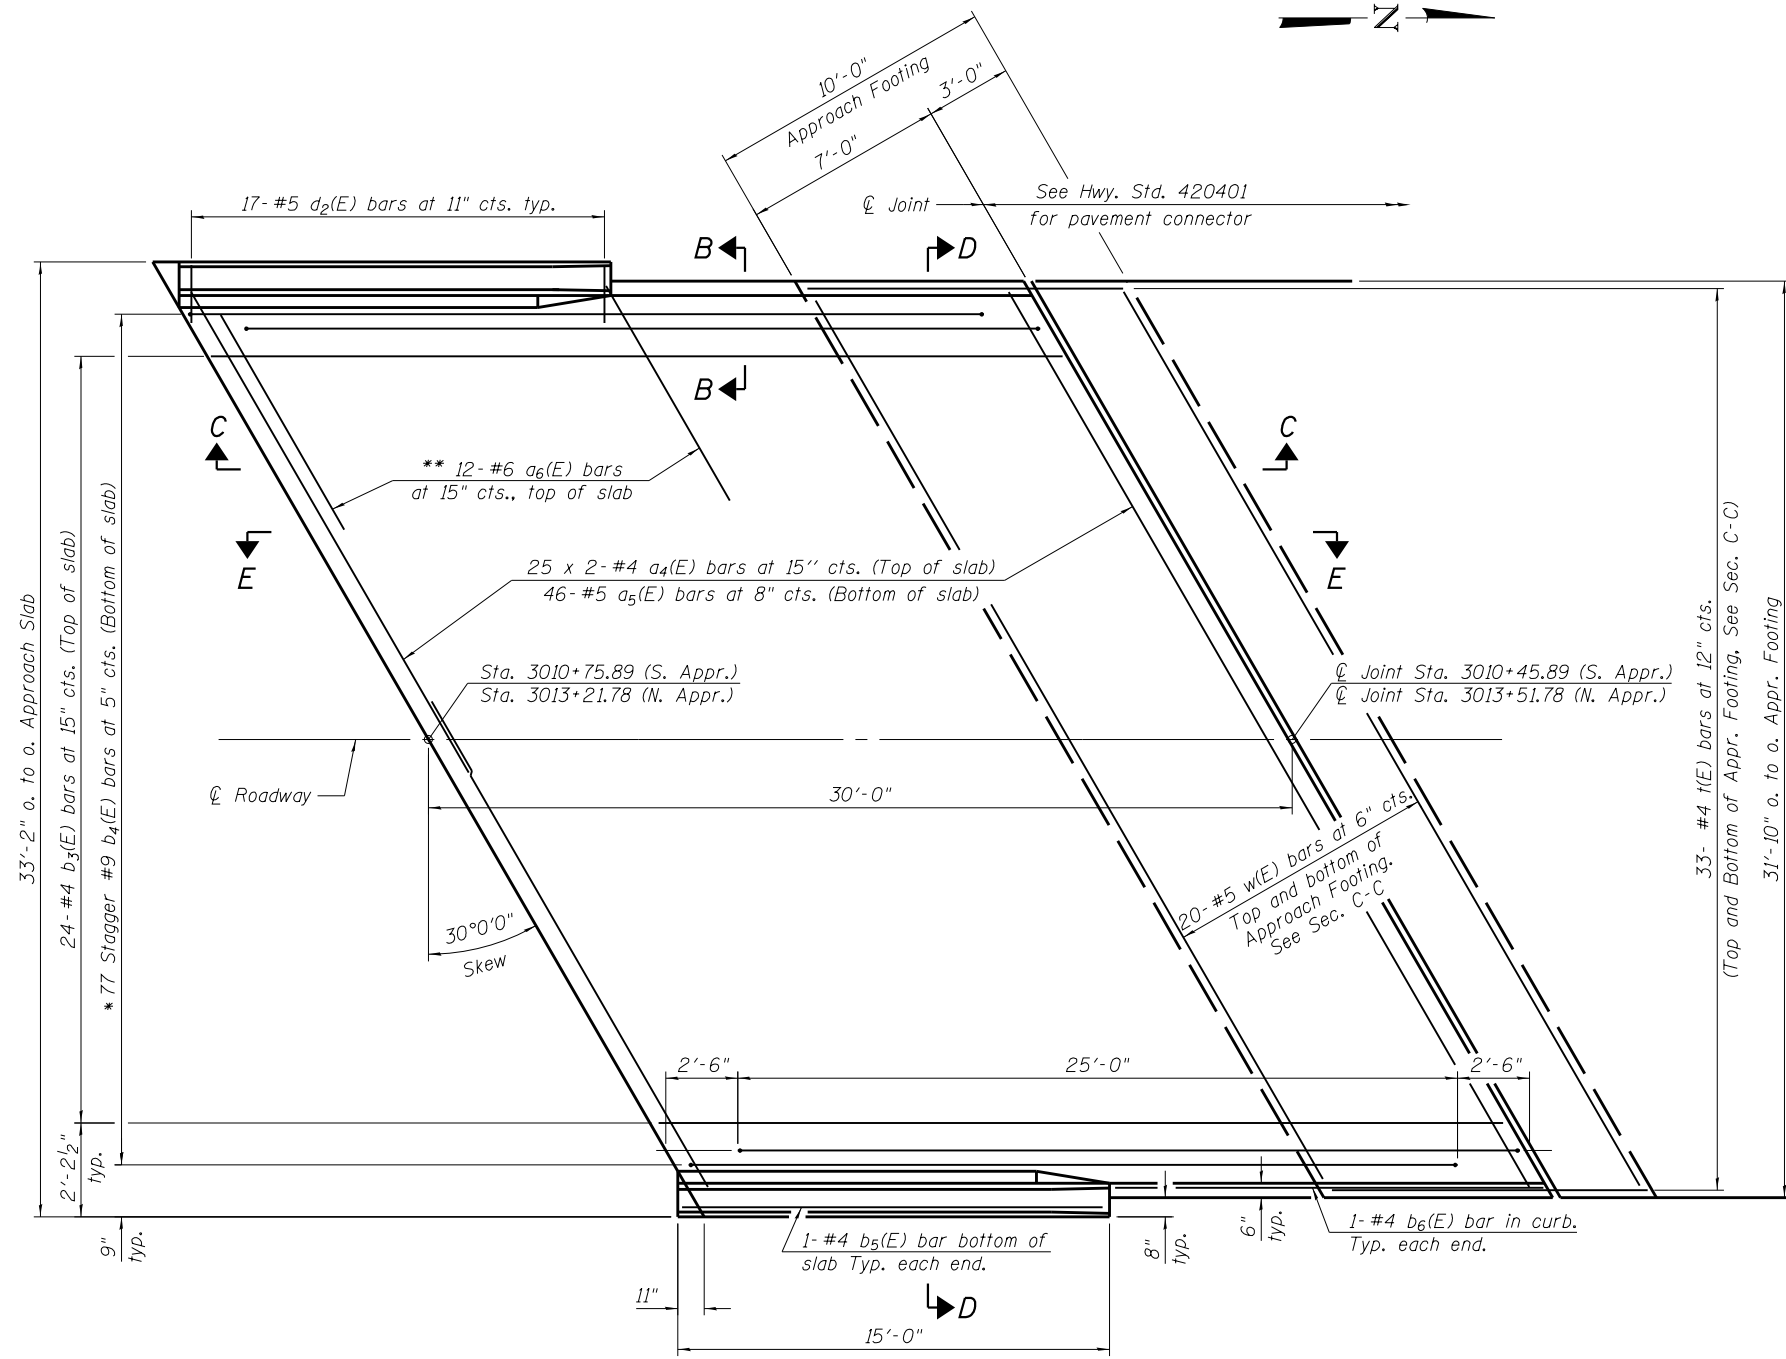 N
10'-0"
Approach Footing
3'-0"
7'-0"
17-#5 d2(E) bars at 11" cts. typ.
℄ Joint
See Hwy. Std. 420401
for pavement connector
B
D
B
C
C
** 12-#6 a6(E) bars
at 15" cts., top of slab
E
E
25 x 2-#4 a4(E) bars at 15'' cts. (Top of slab)
46-#5 a5(E) bars at 8" cts. (Bottom of slab)
33'-2" o. to o. Approach Slab
24-#4 b3(E) bars at 15" cts. (Top of slab)
* 77 Stagger #9 b4(E) bars at 5" cts. (Bottom of slab)
Sta. 3010+75.89 (S. Appr.)
Sta. 3013+21.78 (N. Appr.)
℄ Joint Sta. 3010+45.89 (S. Appr.)
℄ Joint Sta. 3013+51.78 (N. Appr.)
33- #4 t(E) bars at 12" cts.
(Top and Bottom of Appr. Footing, See Sec. C-C)
31'-10" o. to o. Appr. Footing
℄ Roadway
30'-0"
20-#5 w(E) bars at 6" cts.
Top and bottom of
Approach Footing.
See Sec. C-C
30°0'0"
Skew
2'-6"
25'-0"
2'-6"
2'-2½"
typ.
9"
typ.
1-#4 b5(E) bar bottom of
slab Typ. each end.
8"
typ.
6"
typ.
1-#4 b6(E) bar in curb.
Typ. each end.
11"
D
15'-0"